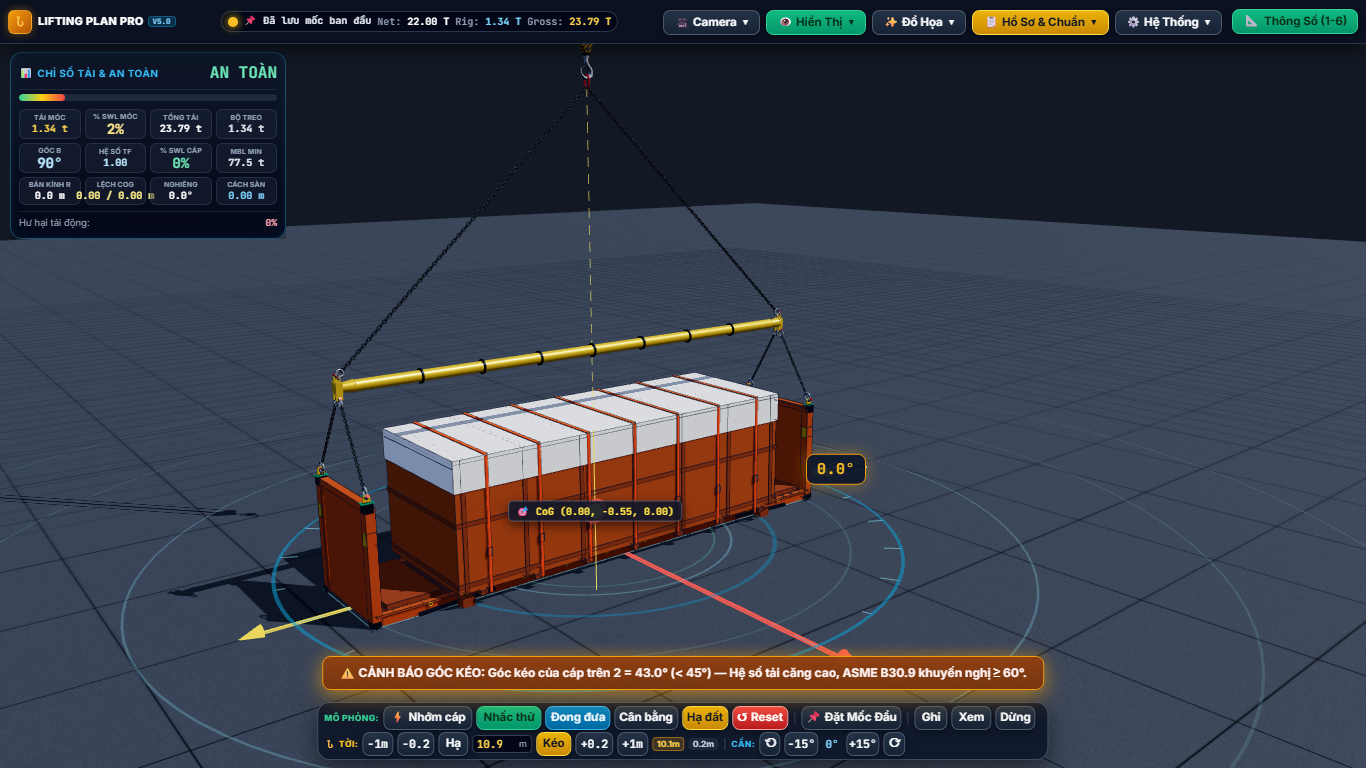 LIFTING PLAN PRO V5.0
Đã lưu mốc ban đầu Net: 22.00 T Rig: 1.34 T Gross: 23.79 T
Camera ▾
Hiển Thị ▾
Đồ Họa ▾
Hồ Sơ & Chuẩn ▾
Hệ Thống ▾
Thông Số (1-6)
CHỈ SỐ TẢI & AN TOÀN AN TOÀN
TẢI MÓC % SWL MÓC TỔNG TẢI BỘ TREO
1.34 t 2% 23.79 t 1.34 t
GÓC B HỆ SỐ TF % SWL CÁP MBL MIN
90° 1.00 0% 77.5 t
BÁN KÍNH R LỆCH COG NGHIÊNG CÁCH SÀN
0.0 m 0.00 / 0.00 m 0.0° 0.00 m
Hư hại tải động: 0%
0.0°
CoG (0.00, -0.55, 0.00)
CẢNH BÁO GÓC KÉO: Góc kéo của cáp trên 2 = 43.0° (< 45°) — Hệ số tải căng cao, ASME B30.9 khuyến nghị ≥ 60°.
MÔ PHỎNG: Nhớm cáp Nhấc thử Đong đưa Cân bằng Hạ đất Reset Đặt Mốc Đầu Ghi Xem Dừng
TỜI: -1m -0.2 Hạ 10.9 m Kéo +0.2 +1m 10.1m 0.2m CẦN: -15° 0° +15°